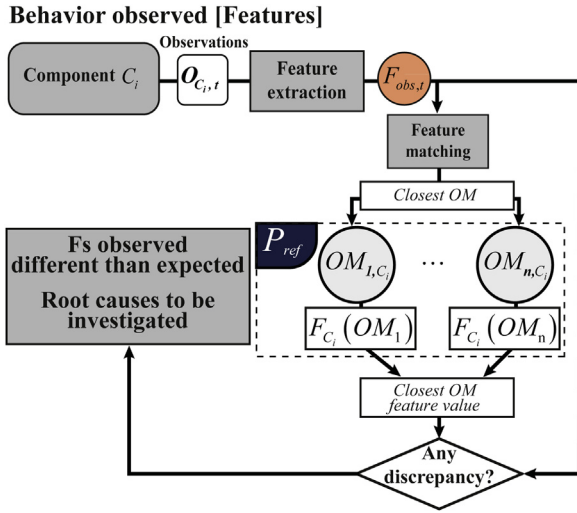 Behavior observed [Features]
Observations
Component C_i
O_{C_i,t}
Feature
extraction
F_{obs,t}
Feature
matching
Closest OM
P_{ref}
OM_{1,C_i}
...
OM_{n,C_i}
F_{C_i}(OM_1)
F_{C_i}(OM_n)
Fs observed
different than expected
Root causes to be
investigated
Closest OM
feature value
Any
discrepancy?